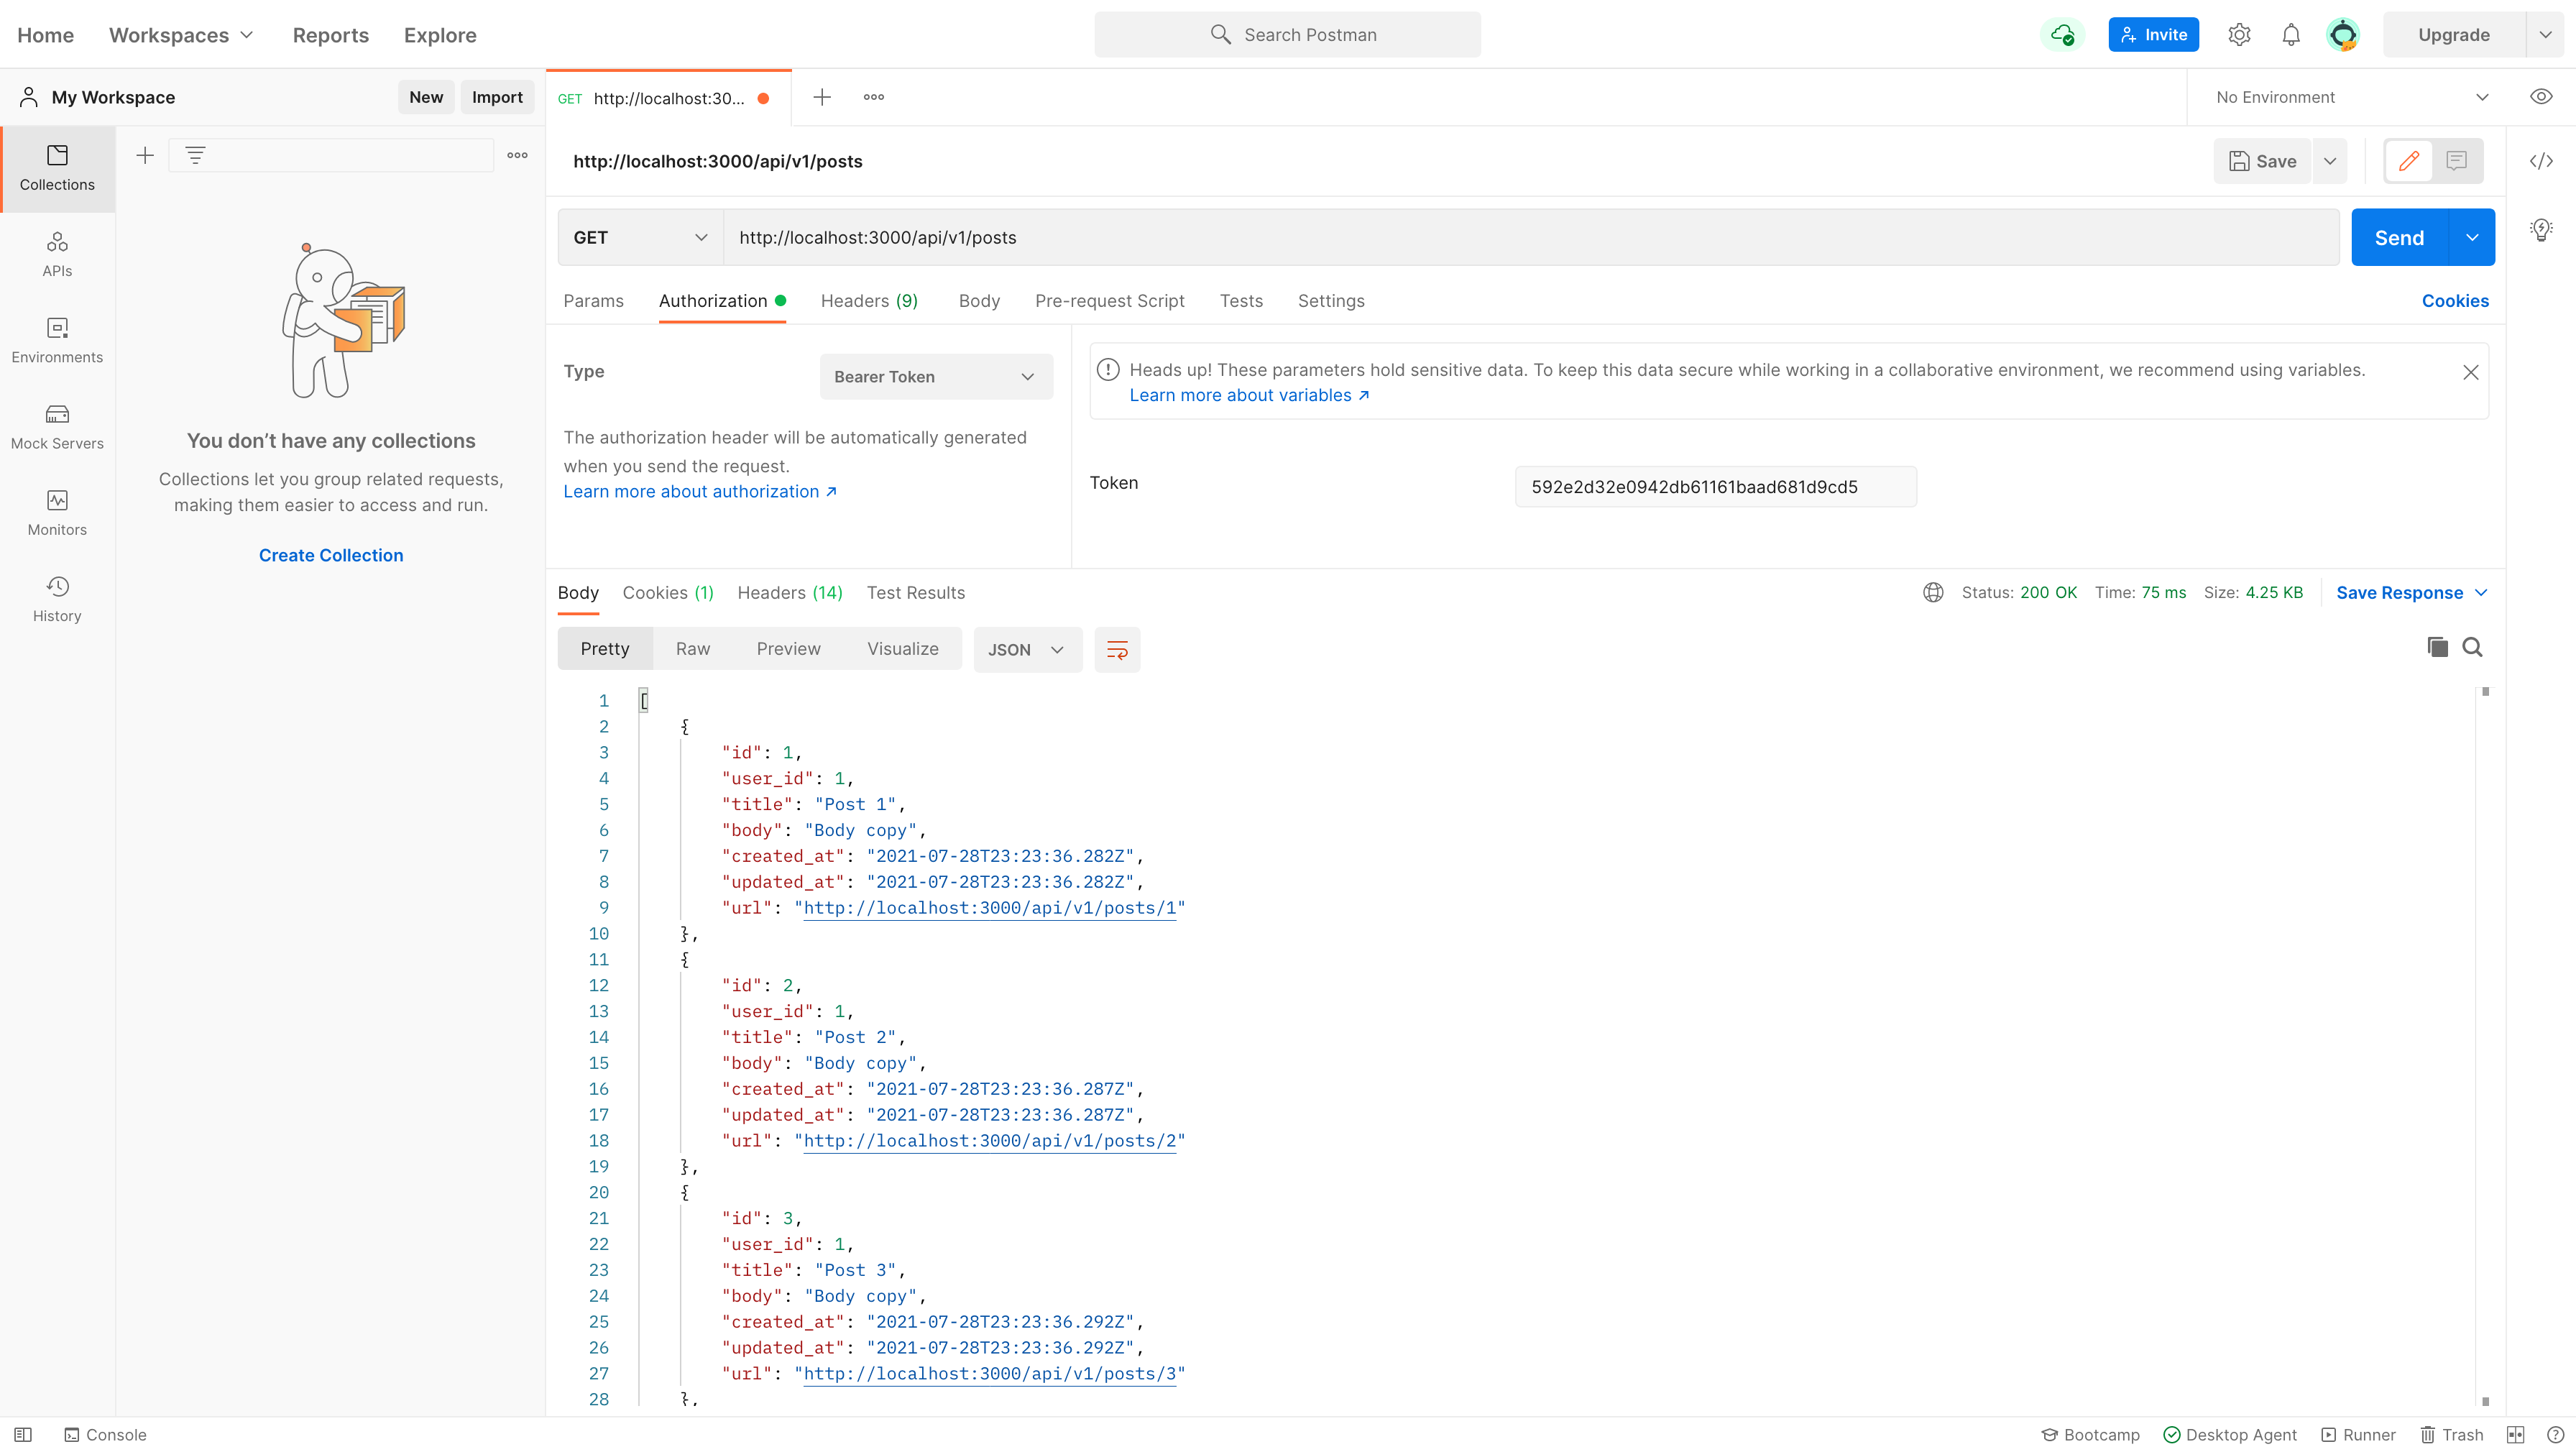 Home Workspaces Reports Explore Search Postman Invite Upgrade
My Workspace New Import GET http://localhost:30... No Environment
Collections
APIs
Environments
Mock Servers
Monitors
History
You don’t have any collections
Collections let you group related requests,
making them easier to access and run.
Create Collection
http://localhost:3000/api/v1/posts Save
GET http://localhost:3000/api/v1/posts Send
Params Authorization Headers (9) Body Pre-request Script Tests Settings Cookies
Type Bearer Token
The authorization header will be automatically generated
when you send the request.
Learn more about authorization ↗
Heads up! These parameters hold sensitive data. To keep this data secure while working in a collaborative environment, we recommend using variables.
Learn more about variables ↗
Token 592e2d32e0942db61161baad681d9cd5
Body Cookies (1) Headers (14) Test Results Status: 200 OK Time: 75 ms Size: 4.25 KB Save Response
Pretty Raw Preview Visualize JSON
1 [
2 {
3 "id": 1,
4 "user_id": 1,
5 "title": "Post 1",
6 "body": "Body copy",
7 "created_at": "2021-07-28T23:23:36.282Z",
8 "updated_at": "2021-07-28T23:23:36.282Z",
9 "url": "http://localhost:3000/api/v1/posts/1"
10 },
11 {
12 "id": 2,
13 "user_id": 1,
14 "title": "Post 2",
15 "body": "Body copy",
16 "created_at": "2021-07-28T23:23:36.287Z",
17 "updated_at": "2021-07-28T23:23:36.287Z",
18 "url": "http://localhost:3000/api/v1/posts/2"
19 },
20 {
21 "id": 3,
22 "user_id": 1,
23 "title": "Post 3",
24 "body": "Body copy",
25 "created_at": "2021-07-28T23:23:36.292Z",
26 "updated_at": "2021-07-28T23:23:36.292Z",
27 "url": "http://localhost:3000/api/v1/posts/3"
28 },
Console Bootcamp Desktop Agent Runner Trash